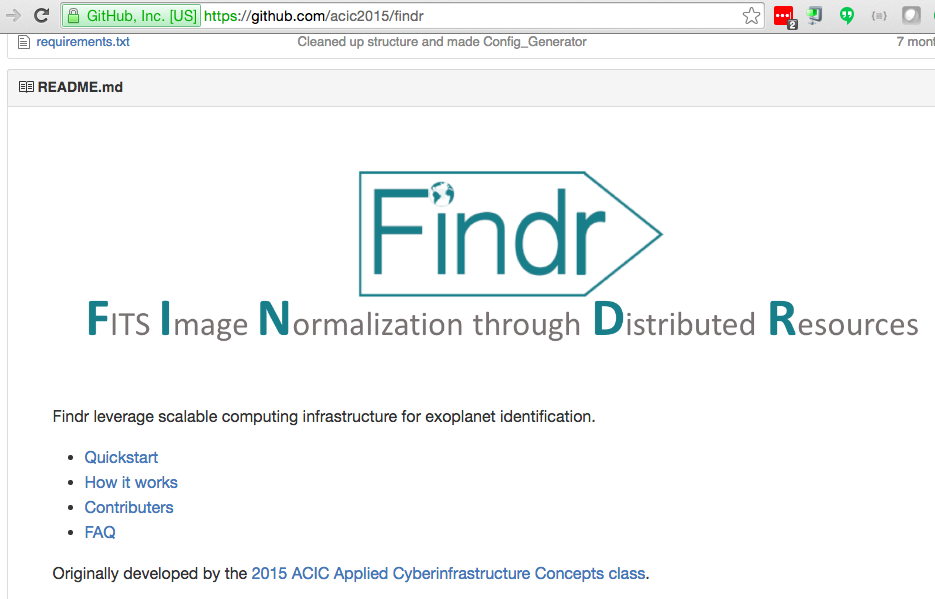 GitHub, Inc. [US] https://github.com/acic2015/findr
2
requirements.txt Cleaned up structure and made Config_Generator 7 mont
README.md
Findr
FITS Image Normalization through Distributed Resources
Findr leverage scalable computing infrastructure for exoplanet identification.
Quickstart
How it works
Contributers
FAQ
Originally developed by the 2015 ACIC Applied Cyberinfrastructure Concepts class.